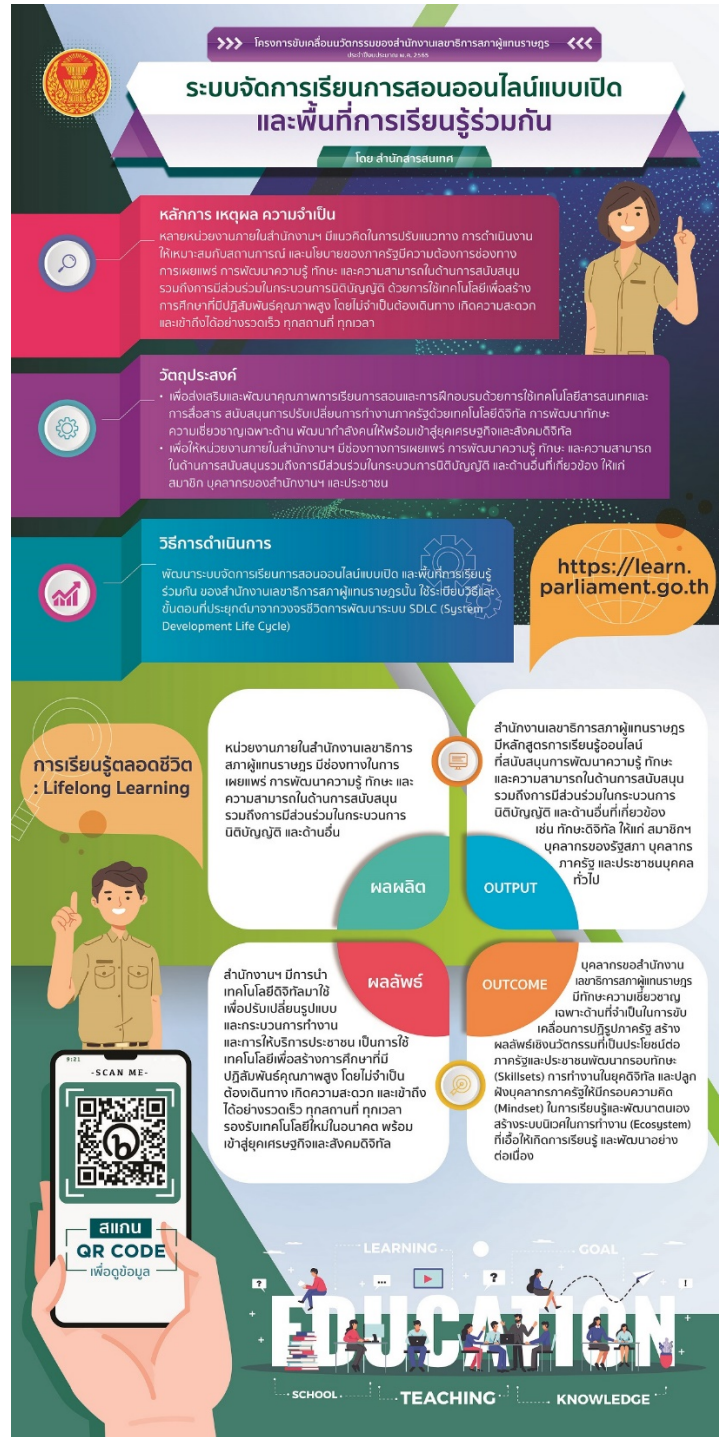 >>> โครงการขับเคลื่อนนวัตกรรมของสำนักงานเลขาธิการสภาผู้แทนราษฎร <<<
ประจำปีงบประมาณ พ.ศ. 2565
ระบบจัดการเรียนการสอนออนไลน์แบบเปิด
และพื้นที่การเรียนรู้ร่วมกัน
โดย สำนักสารสนเทศ
หลักการ เหตุผล ความจำเป็น
หลายหน่วยงานภายในสำนักงานฯ มีแนวคิดในการปรับแนวทาง การดำเนินงาน
ให้เหมาะสมกับสถานการณ์ และนโยบายของภาครัฐมีความต้องการช่องทาง
การเผยแพร่ การพัฒนาความรู้ ทักษะ และความสามารถในด้านการสนับสนุน
รวมถึงการมีส่วนร่วมในกระบวนการนิติบัญญัติ ด้วยการใช้เทคโนโลยีเพื่อสร้าง
การศึกษาที่มีปฏิสัมพันธ์คุณภาพสูง โดยไม่จำเป็นต้องเดินทาง เกิดความสะดวก
และเข้าถึงได้อย่างรวดเร็ว ทุกสถานที่ ทุกเวลา
วัตถุประสงค์
• เพื่อส่งเสริมและพัฒนาคุณภาพการเรียนการสอนและการฝึกอบรมด้วยการใช้เทคโนโลยีสารสนเทศและ
การสื่อสาร สนับสนุนการปรับเปลี่ยนการทำงานภาครัฐด้วยเทคโนโลยีดิจิทัล การพัฒนาทักษะ
ความเชี่ยวชาญเฉพาะด้าน พัฒนากำลังคนให้พร้อมเข้าสู่ยุคเศรษฐกิจและสังคมดิจิทัล
• เพื่อให้หน่วยงานภายในสำนักงานฯ มีช่องทางการเผยแพร่ การพัฒนาความรู้ ทักษะ และความสามารถ
ในด้านการสนับสนุนรวมถึงการมีส่วนร่วมในกระบวนการนิติบัญญัติ และด้านอื่นที่เกี่ยวข้อง ให้แก่
สมาชิก บุคลากรของสำนักงานฯ และประชาชน
วิธีการดำเนินการ
พัฒนาระบบจัดการเรียนการสอนออนไลน์แบบเปิด และพื้นที่การเรียนรู้
ร่วมกัน ของสำนักงานเลขาธิการสภาผู้แทนราษฎรนั้น ใช้ระเบียบวิธีและ
ขั้นตอนที่ประยุกต์มาจากวงจรชีวิตการพัฒนาระบบ SDLC (System
Development Life Cycle)
https://learn.
parliament.go.th
การเรียนรู้ตลอดชีวิต
: Lifelong Learning
หน่วยงานภายในสำนักงานเลขาธิการ
สภาผู้แทนราษฎร มีช่องทางในการ
เผยแพร่ การพัฒนาความรู้ ทักษะ และ
ความสามารถในด้านการสนับสนุน
รวมถึงการมีส่วนร่วมในกระบวนการ
นิติบัญญัติ และด้านอื่น
ผลผลิต
สำนักงานเลขาธิการสภาผู้แทนราษฎร
มีหลักสูตรการเรียนรู้ออนไลน์
ที่สนับสนุนการพัฒนาความรู้ ทักษะ
และความสามารถในด้านการสนับสนุน
รวมถึงการมีส่วนร่วมในกระบวนการ
นิติบัญญัติ และด้านอื่นที่เกี่ยวข้อง
เช่น ทักษะดิจิทัล ให้แก่ สมาชิกฯ
บุคลากรของรัฐสภา บุคลากร
ภาครัฐ และประชาชนบุคคล
ทั่วไป
OUTPUT
ผลลัพธ์
สำนักงานฯ มีการนำ
เทคโนโลยีดิจิทัลมาใช้
เพื่อปรับเปลี่ยนรูปแบบ
และกระบวนการทำงาน
และการให้บริการประชาชน เป็นการใช้
เทคโนโลยีเพื่อสร้างการศึกษาที่มี
ปฏิสัมพันธ์คุณภาพสูง โดยไม่จำเป็น
ต้องเดินทาง เกิดความสะดวก และเข้าถึง
ได้อย่างรวดเร็ว ทุกสถานที่ ทุกเวลา
รองรับเทคโนโลยีใหม่ในอนาคต พร้อม
เข้าสู่ยุคเศรษฐกิจและสังคมดิจิทัล
OUTCOME
บุคลากรขอสำนักงาน
เลขาธิการสภาผู้แทนราษฎร
มีทักษะความเชี่ยวชาญ
เฉพาะด้านที่จำเป็นในการขับ
เคลื่อนการปฏิรูปภาครัฐ สร้าง
ผลลัพธ์เชิงนวัตกรรมที่เป็นประโยชน์ต่อ
ภาครัฐและประชาชนพัฒนากรอบทักษะ
(Skillsets) การทำงานในยุคดิจิทัล และปลูก
ฝังบุคลากรภาครัฐให้มีกรอบความคิด
(Mindset) ในการเรียนรู้และพัฒนาตนเอง
สร้างระบบนิเวศในการทำงาน (Ecosystem)
ที่เอื้อให้เกิดการเรียนรู้ และพัฒนาอย่าง
ต่อเนื่อง
9:21
-SCAN ME-
สแกน
QR CODE
เพื่อดูข้อมูล
LEARNING
GOAL
EDUCATION
SCHOOL
TEACHING
KNOWLEDGE